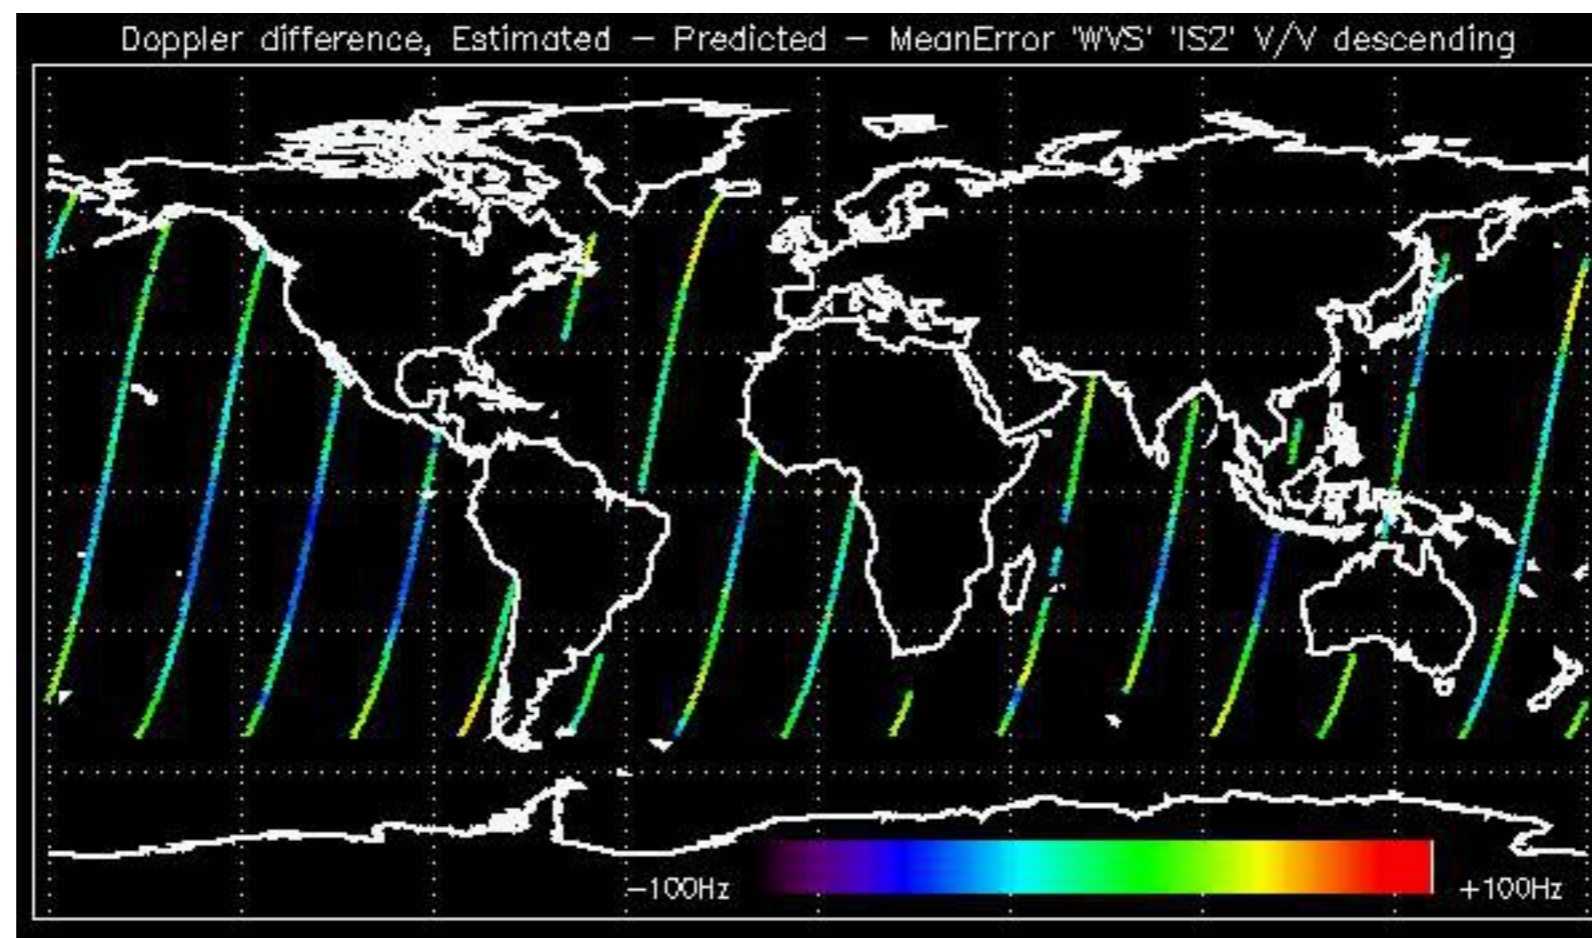 Doppler difference, Estimated – Predicted – MeanError 'WVS' 'IS2' V/V descending
–100Hz
+100Hz